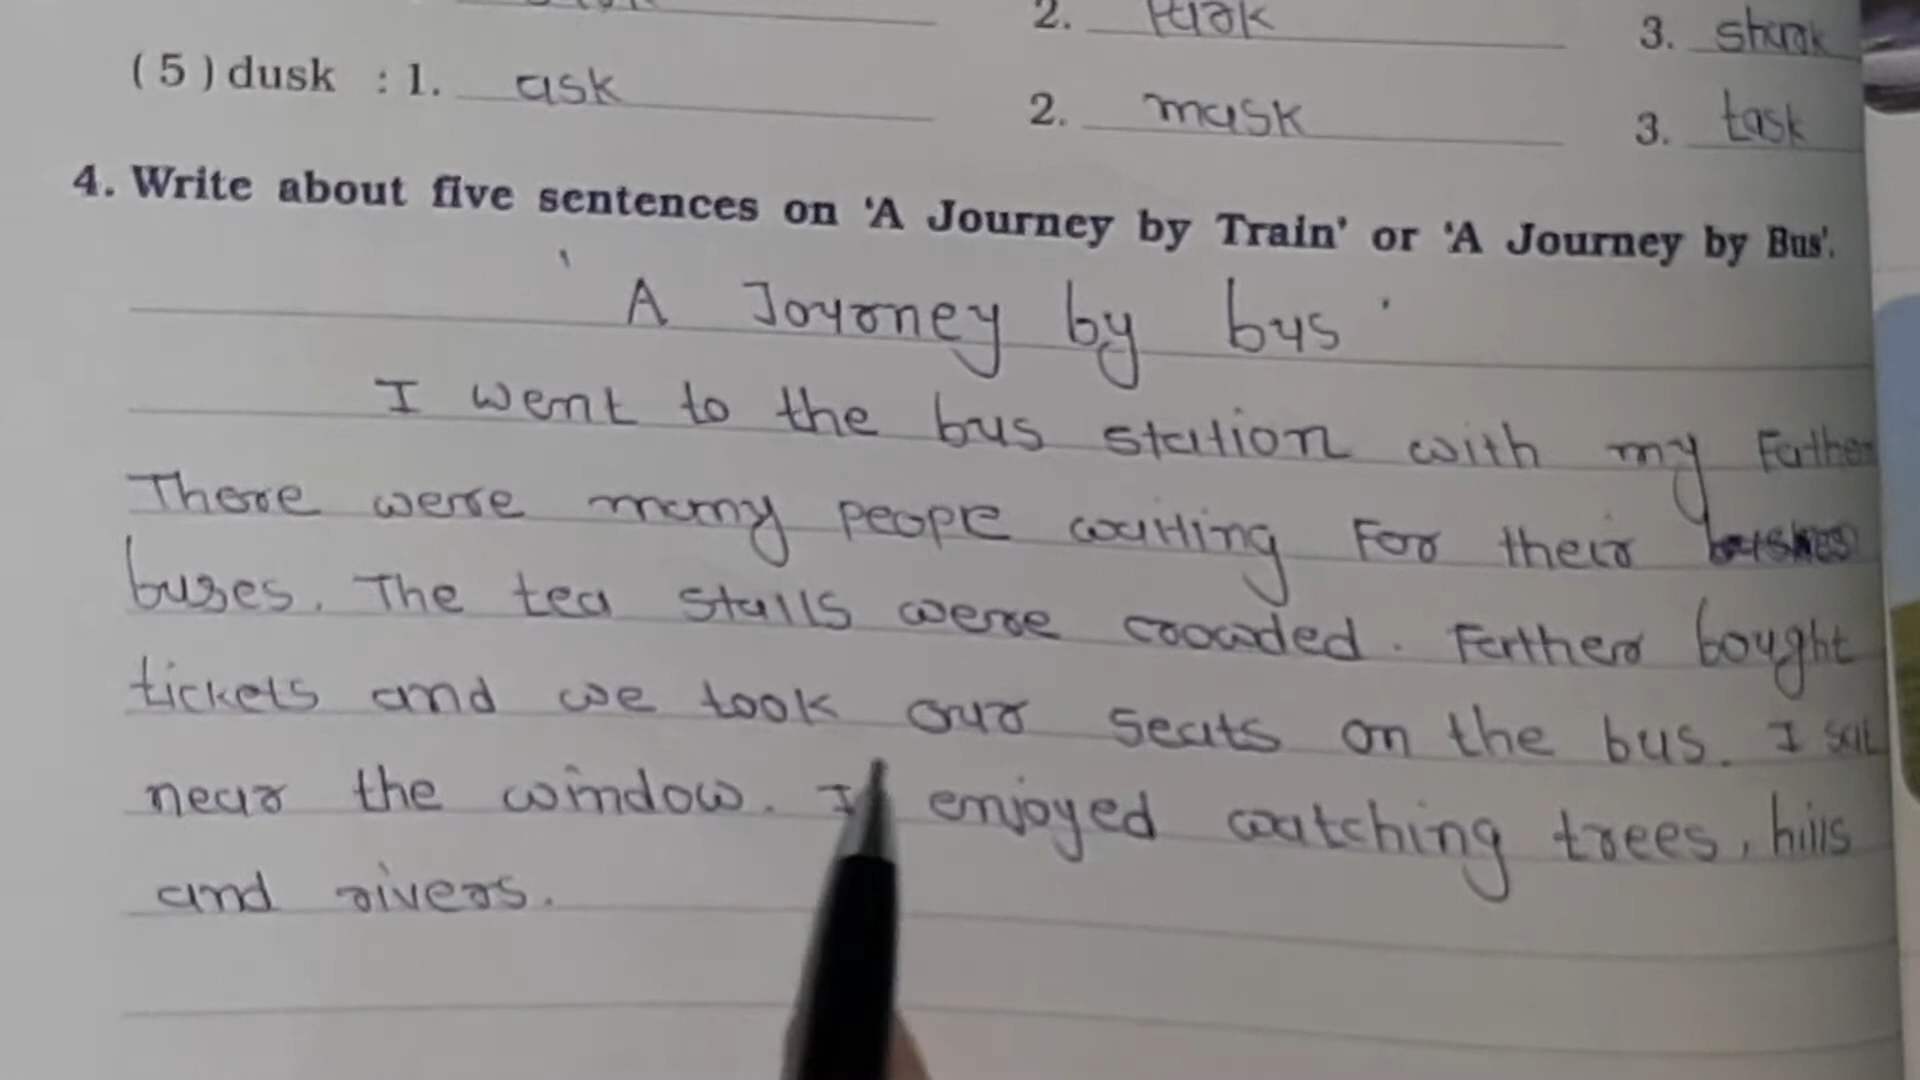 2. 3.
(5) dusk : 1. ask 2. mask 3. task
4. Write about five sentences on 'A Journey by Train' or 'A Journey by Bus'.
'A Journey by bus'
I went to the bus station with my Father
There were many peope waiting For their
buses. The tea stalls were crowded. Father bought
tickets and we took our seats on the bus. I sat
near the window. I enjoyed watching trees, hills
and rivers.